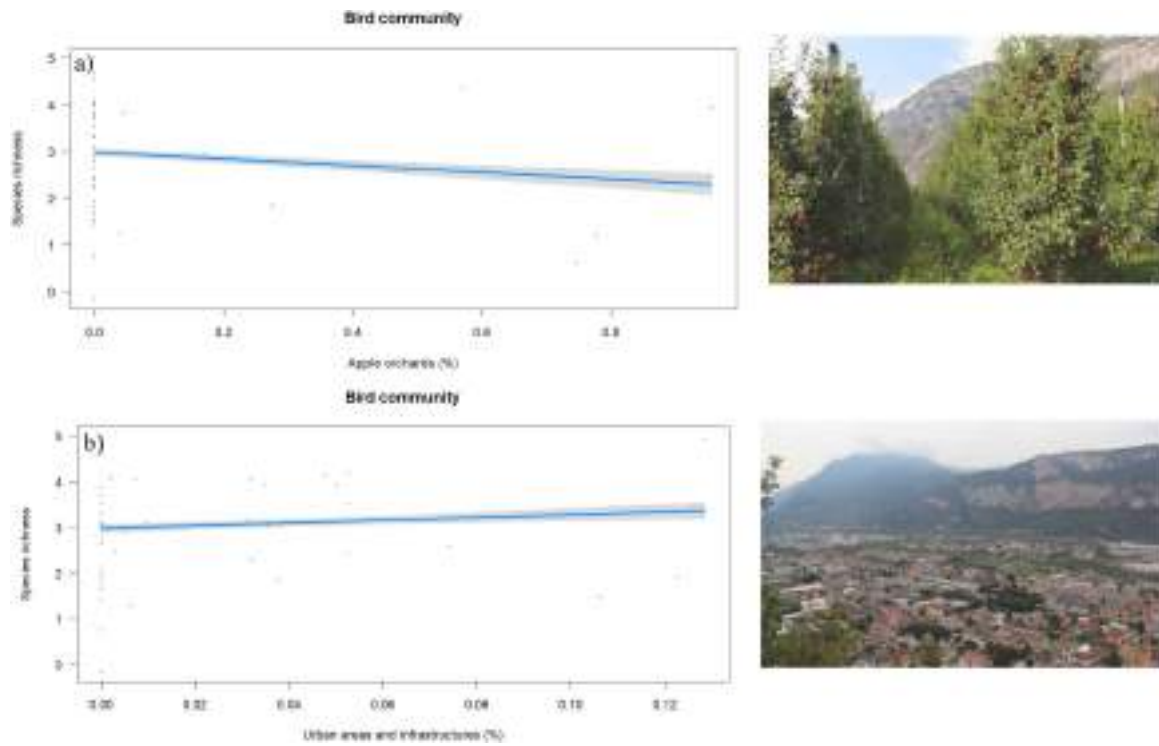 Bird community
a)
5
4
3
2
1
0
Species richness
0.0 0.2 0.4 0.6 0.8
Apple orchards (%)
Bird community
b)
5
4
3
2
1
0
Species richness
0.00 0.02 0.04 0.06 0.08 0.10 0.12
Urban areas and infrastructures (%)